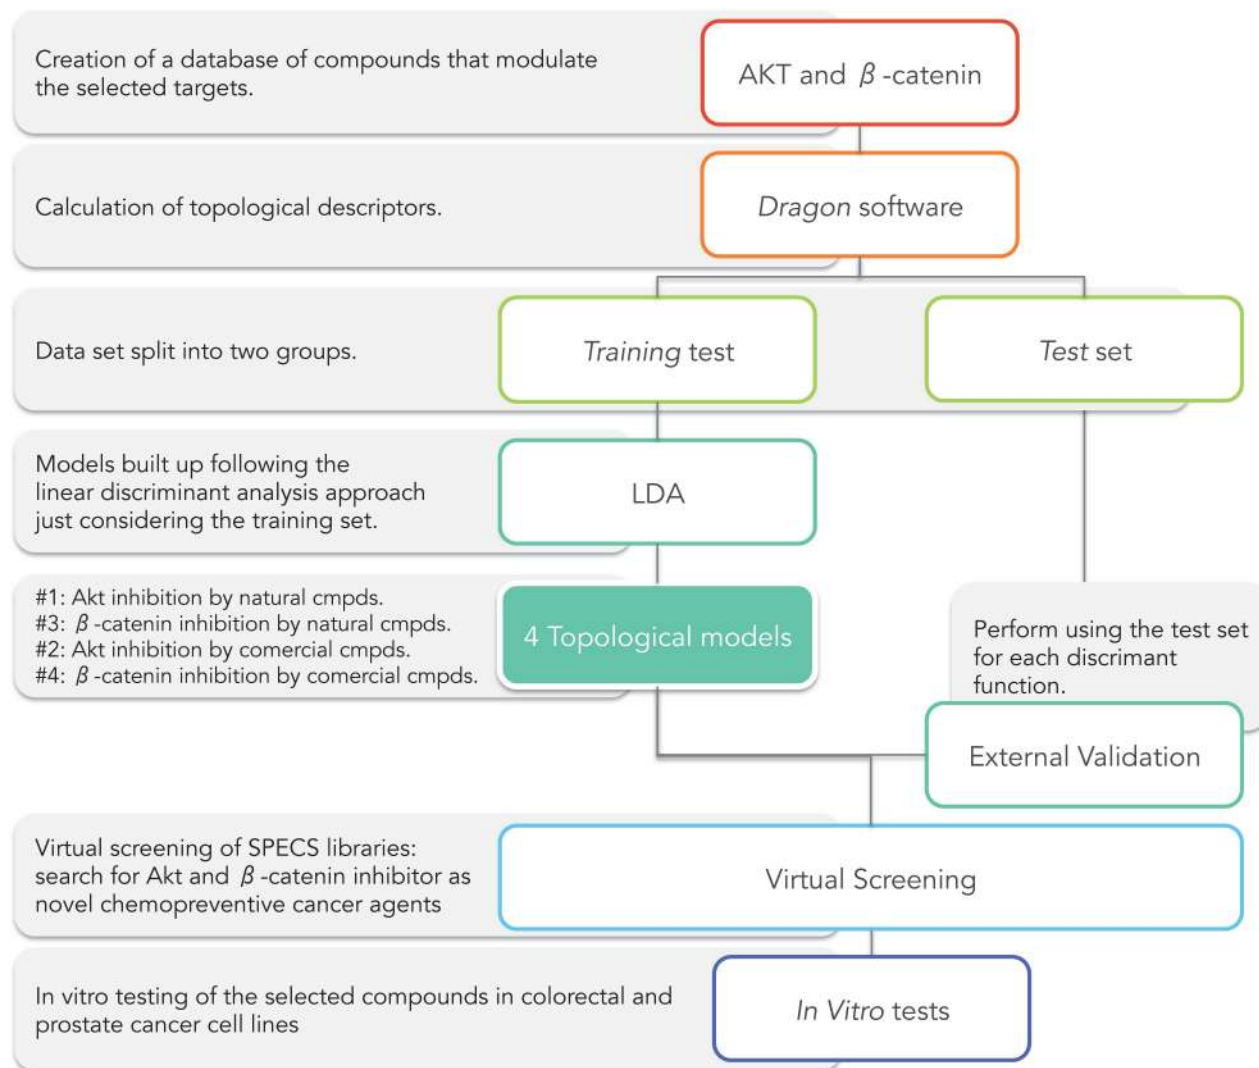 Creation of a database of compounds that modulate
the selected targets.
AKT and β-catenin
Calculation of topological descriptors.
Dragon software
Data set split into two groups.
Training test
Test set
Models built up following the
linear discriminant analysis approach
just considering the training set.
LDA
#1: Akt inhibition by natural cmpds.
#3: β-catenin inhibition by natural cmpds.
#2: Akt inhibition by comercial cmpds.
#4: β-catenin inhibition by comercial cmpds.
4 Topological models
Perform using the test set
for each discrimant
function.
External Validation
Virtual screening of SPECS libraries:
search for Akt and β-catenin inhibitor as
novel chemopreventive cancer agents
Virtual Screening
In vitro testing of the selected compounds in colorectal and
prostate cancer cell lines
In Vitro tests